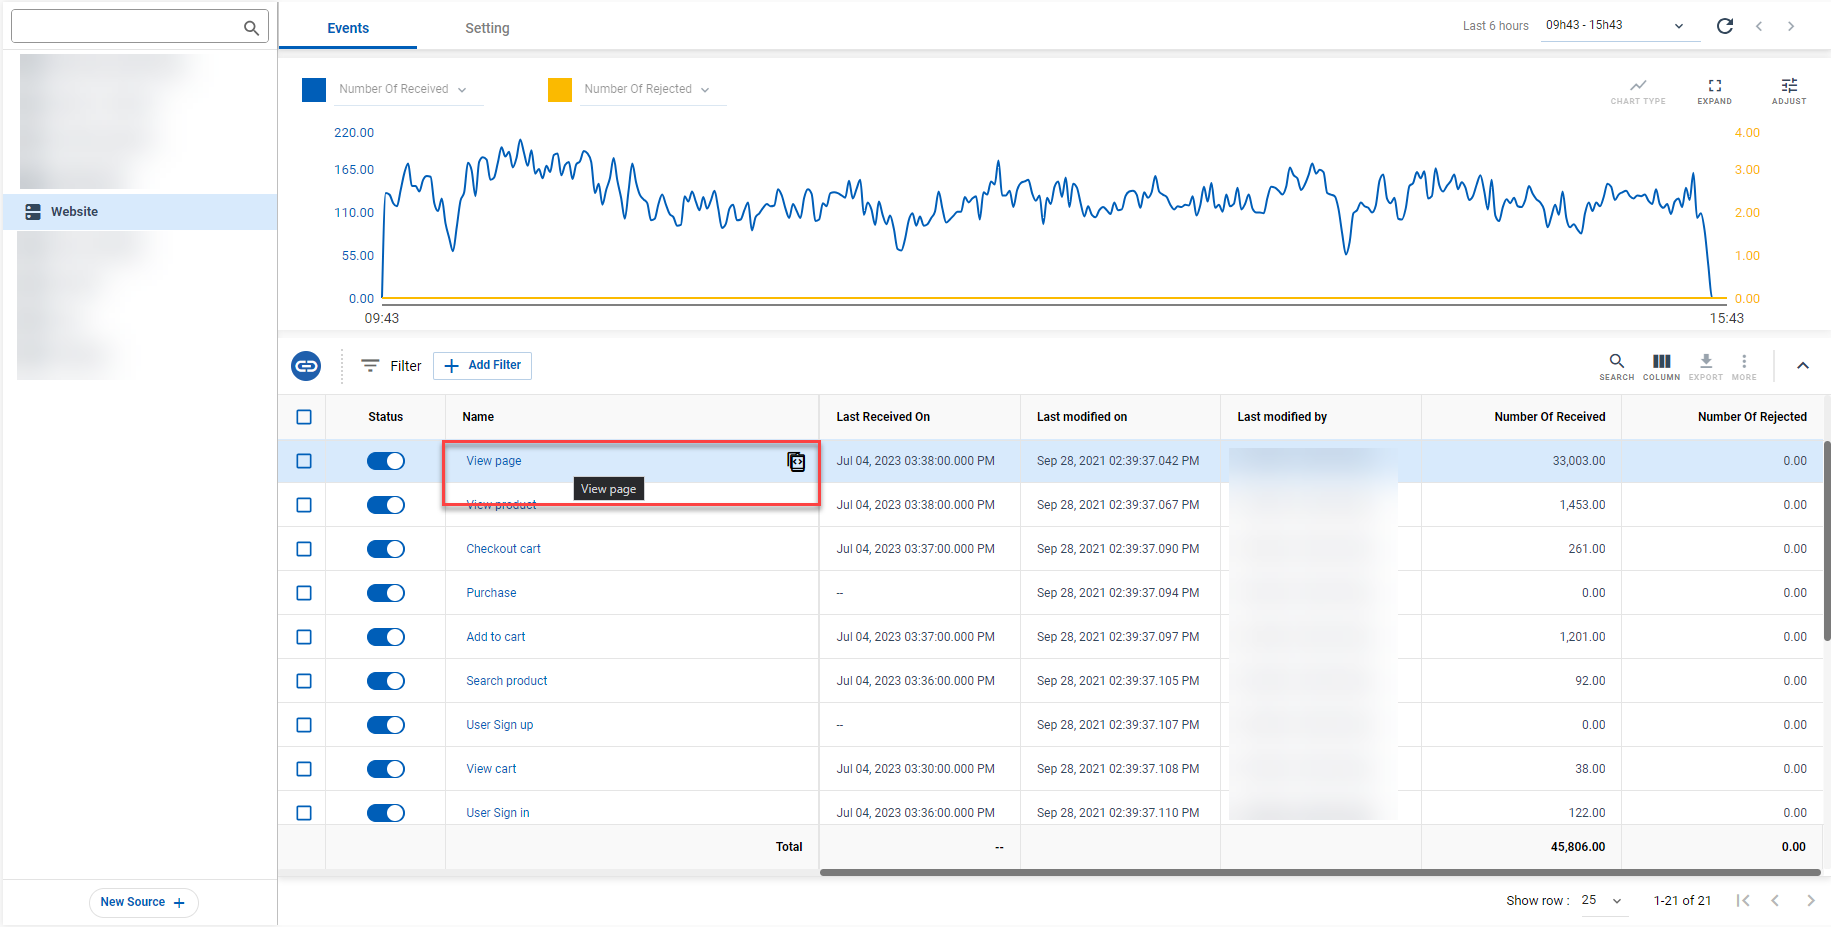 Events
Setting
Last 6 hours
09h43 - 15h43
Number Of Received
Number Of Rejected
CHART TYPE
EXPAND
ADJUST
220.00
165.00
110.00
55.00
0.00
4.00
3.00
2.00
1.00
0.00
09:43
15:43
Website
Filter
Add Filter
SEARCH
COLUMN
EXPORT
MORE
Status Name Last Received On Last modified on Last modified by Number Of Received Number Of Rejected
View page Jul 04, 2023 03:38:00.000 PM Sep 28, 2021 02:39:37.042 PM 33,003.00 0.00
View page
View product Jul 04, 2023 03:38:00.000 PM Sep 28, 2021 02:39:37.067 PM 1,453.00 0.00
Checkout cart Jul 04, 2023 03:37:00.000 PM Sep 28, 2021 02:39:37.090 PM 261.00 0.00
Purchase -- Sep 28, 2021 02:39:37.094 PM 0.00 0.00
Add to cart Jul 04, 2023 03:37:00.000 PM Sep 28, 2021 02:39:37.097 PM 1,201.00 0.00
Search product Jul 04, 2023 03:36:00.000 PM Sep 28, 2021 02:39:37.105 PM 92.00 0.00
User Sign up -- Sep 28, 2021 02:39:37.107 PM 0.00 0.00
View cart Jul 04, 2023 03:30:00.000 PM Sep 28, 2021 02:39:37.108 PM 38.00 0.00
User Sign in Jul 04, 2023 03:36:00.000 PM Sep 28, 2021 02:39:37.110 PM 122.00 0.00
Total -- 45,806.00 0.00
New Source +
Show row : 25 1-21 of 21